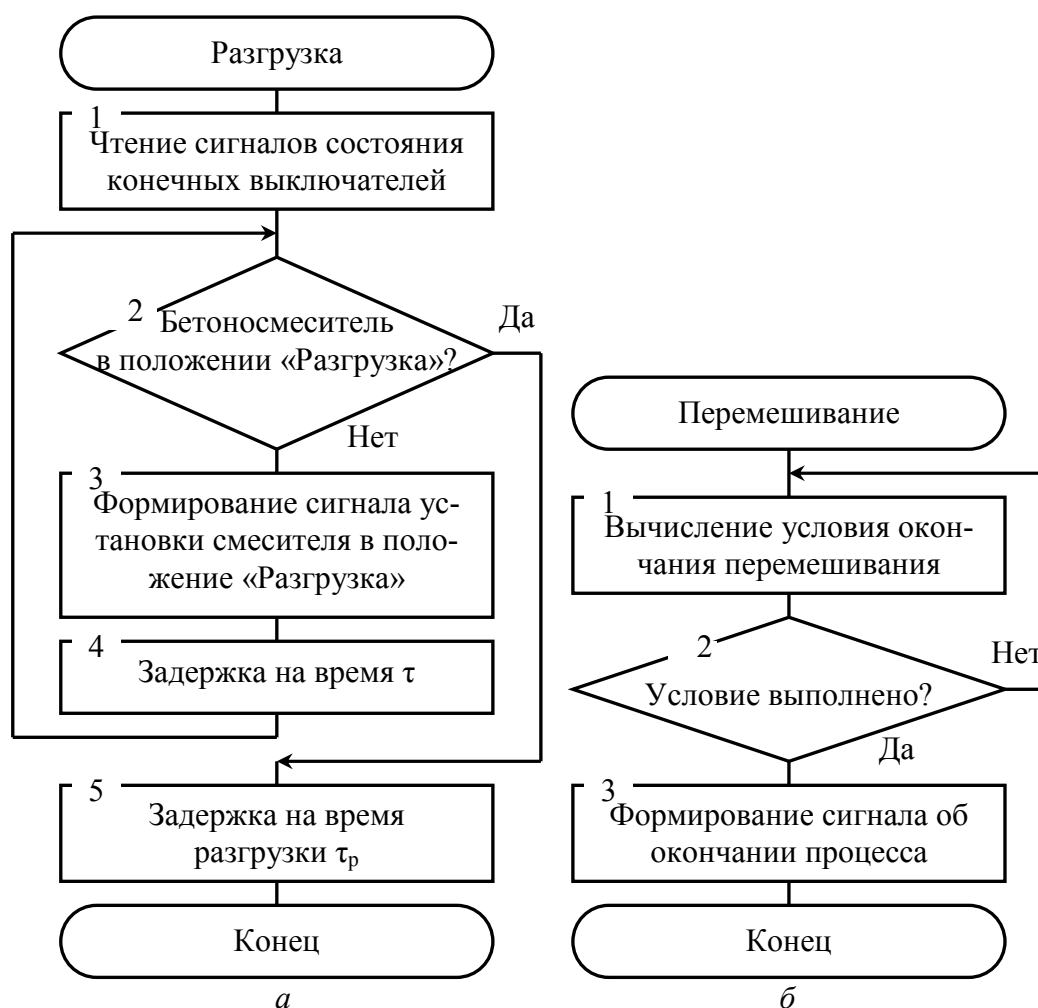 Разгрузка
1
Чтение сигналов состояния
конечных выключателей
2
Бетоносмеситель
в положении «Разгрузка»?
Да
Нет
3
Формирование сигнала ус-
тановки смесителя в поло-
жение «Разгрузка»
4
Задержка на время τ
5
Задержка на время
разгрузки τр
Конец
а
Перемешивание
1
Вычисление условия окон-
чания перемешивания
2
Условие выполнено?
Нет
Да
3
Формирование сигнала об
окончании процесса
Конец
б